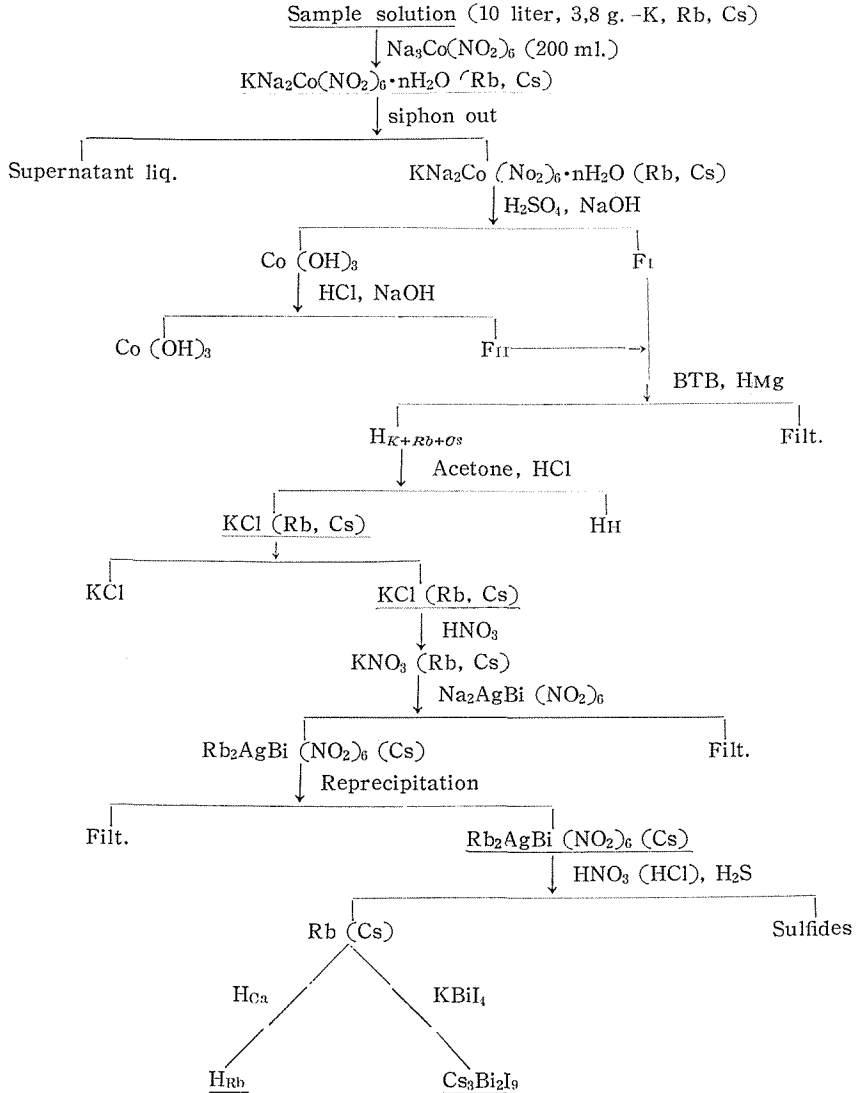 Sample solution (10 liter, 3,8 g. -K, Rb, Cs)
Na₃Co(NO₂)₆ (200 ml.)
KNa₂Co(NO₂)₆·nH₂O (Rb, Cs)
siphon out
Supernatant liq.
KNa₂Co (No₂)₆·nH₂O (Rb, Cs)
H₂SO₄, NaOH
Co (OH)₃
FI
HCl, NaOH
Co (OH)₃
FII
BTB, HMg
HK+Rb+Cs
Filt.
Acetone, HCl
KCl (Rb, Cs)
HH
KCl
KCl (Rb, Cs)
HNO₃
KNO₃ (Rb, Cs)
Na₂AgBi (NO₂)₆
Rb₂AgBi (NO₂)₆ (Cs)
Filt.
Reprecipitation
Filt.
Rb₂AgBi (NO₂)₆ (Cs)
HNO₃ (HCl), H₂S
Rb (Cs)
Sulfides
HCa
KBiI₄
HRb
Cs₃Bi₂I₉